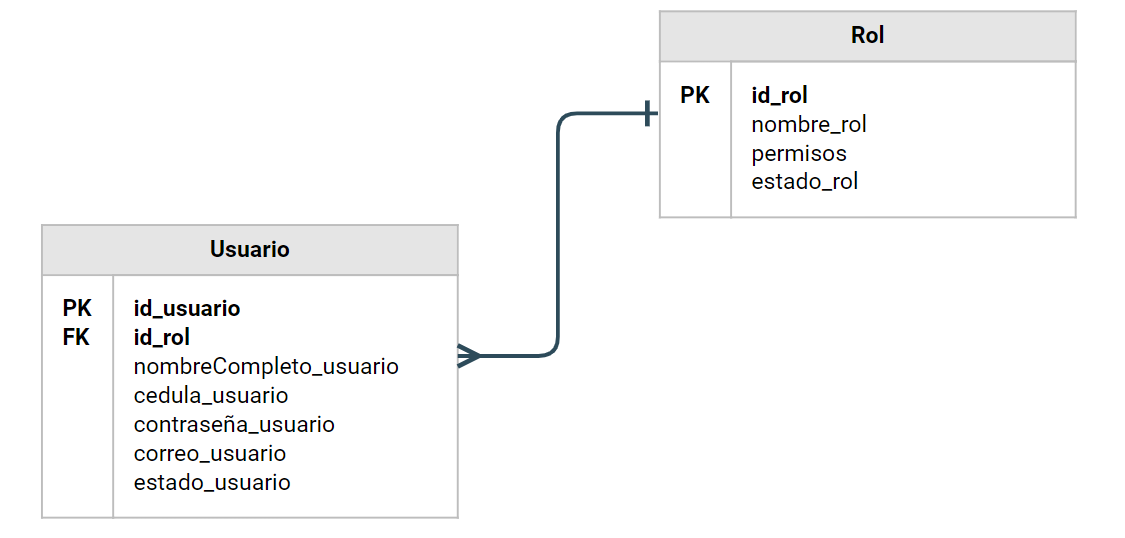 Rol
PK id_rol
nombre_rol
permisos
estado_rol
Usuario
PK id_usuario
FK id_rol
nombreCompleto_usuario
cedula_usuario
contraseña_usuario
correo_usuario
estado_usuario